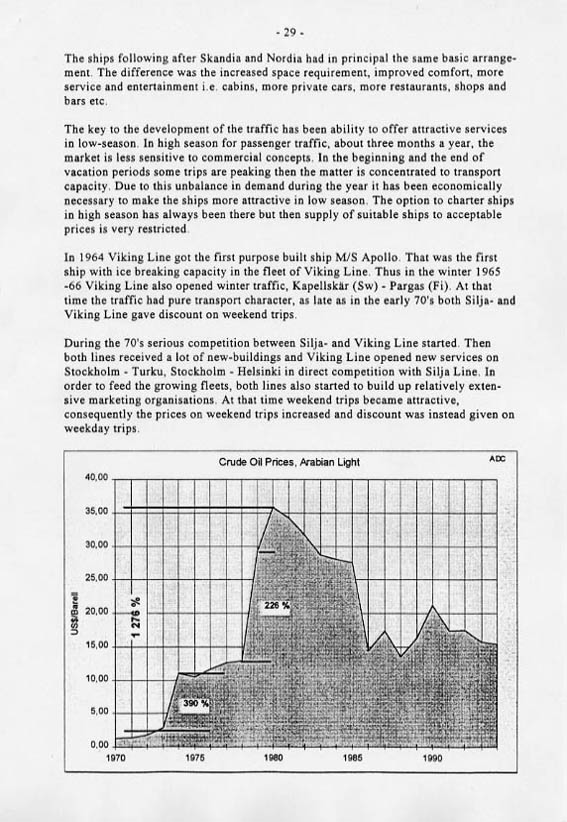 - 29 -
The ships following after Skandia and Nordia had in principal the same basic arrange-
ment. The difference was the increased space requirement, improved comfort, more
service and entertainment i.e. cabins, more private cars, more restaurants, shops and
bars etc.
The key to the development of the traffic has been ability to offer attractive services
in low-season. In high season for passenger traffic, about three months a year, the
market is less sensitive to commercial concepts. In the beginning and the end of
vacation periods some trips are peaking then the matter is concentrated to transport
capacity. Due to this unbalance in demand during the year it has been economically
necessary to make the ships more attractive in low season. The option to charter ships
in high season has always been there but then supply of suitable ships to acceptable
prices is very restricted.
In 1964 Viking Line got the first purpose built ship M/S Apollo. That was the first
ship with ice breaking capacity in the fleet of Viking Line. Thus in the winter 1965
-66 Viking Line also opened winter traffic, Kapellskär (Sw) - Pargas (Fi). At that
time the traffic had pure transport character, as late as in the early 70's both Silja- and
Viking Line gave discount on weekend trips.
During the 70's serious competition between Silja- and Viking Line started. Then
both lines received a lot of new-buildings and Viking Line opened new services on
Stockholm - Turku, Stockholm - Helsinki in direct competition with Silja Line. In
order to feed the growing fleets, both lines also started to build up relatively exten-
sive marketing organisations. At that time weekend trips became attractive,
consequently the prices on weekend trips increased and discount was instead given on
weekday trips.
Crude Oil Prices, Arabian Light
ADC
40,00
35,00
30,00
25,00
20,00
15,00
10,00
5,00
0,00
US$/Barell
1 276 %
226 %
390 %
1970
1975
1980
1985
1990